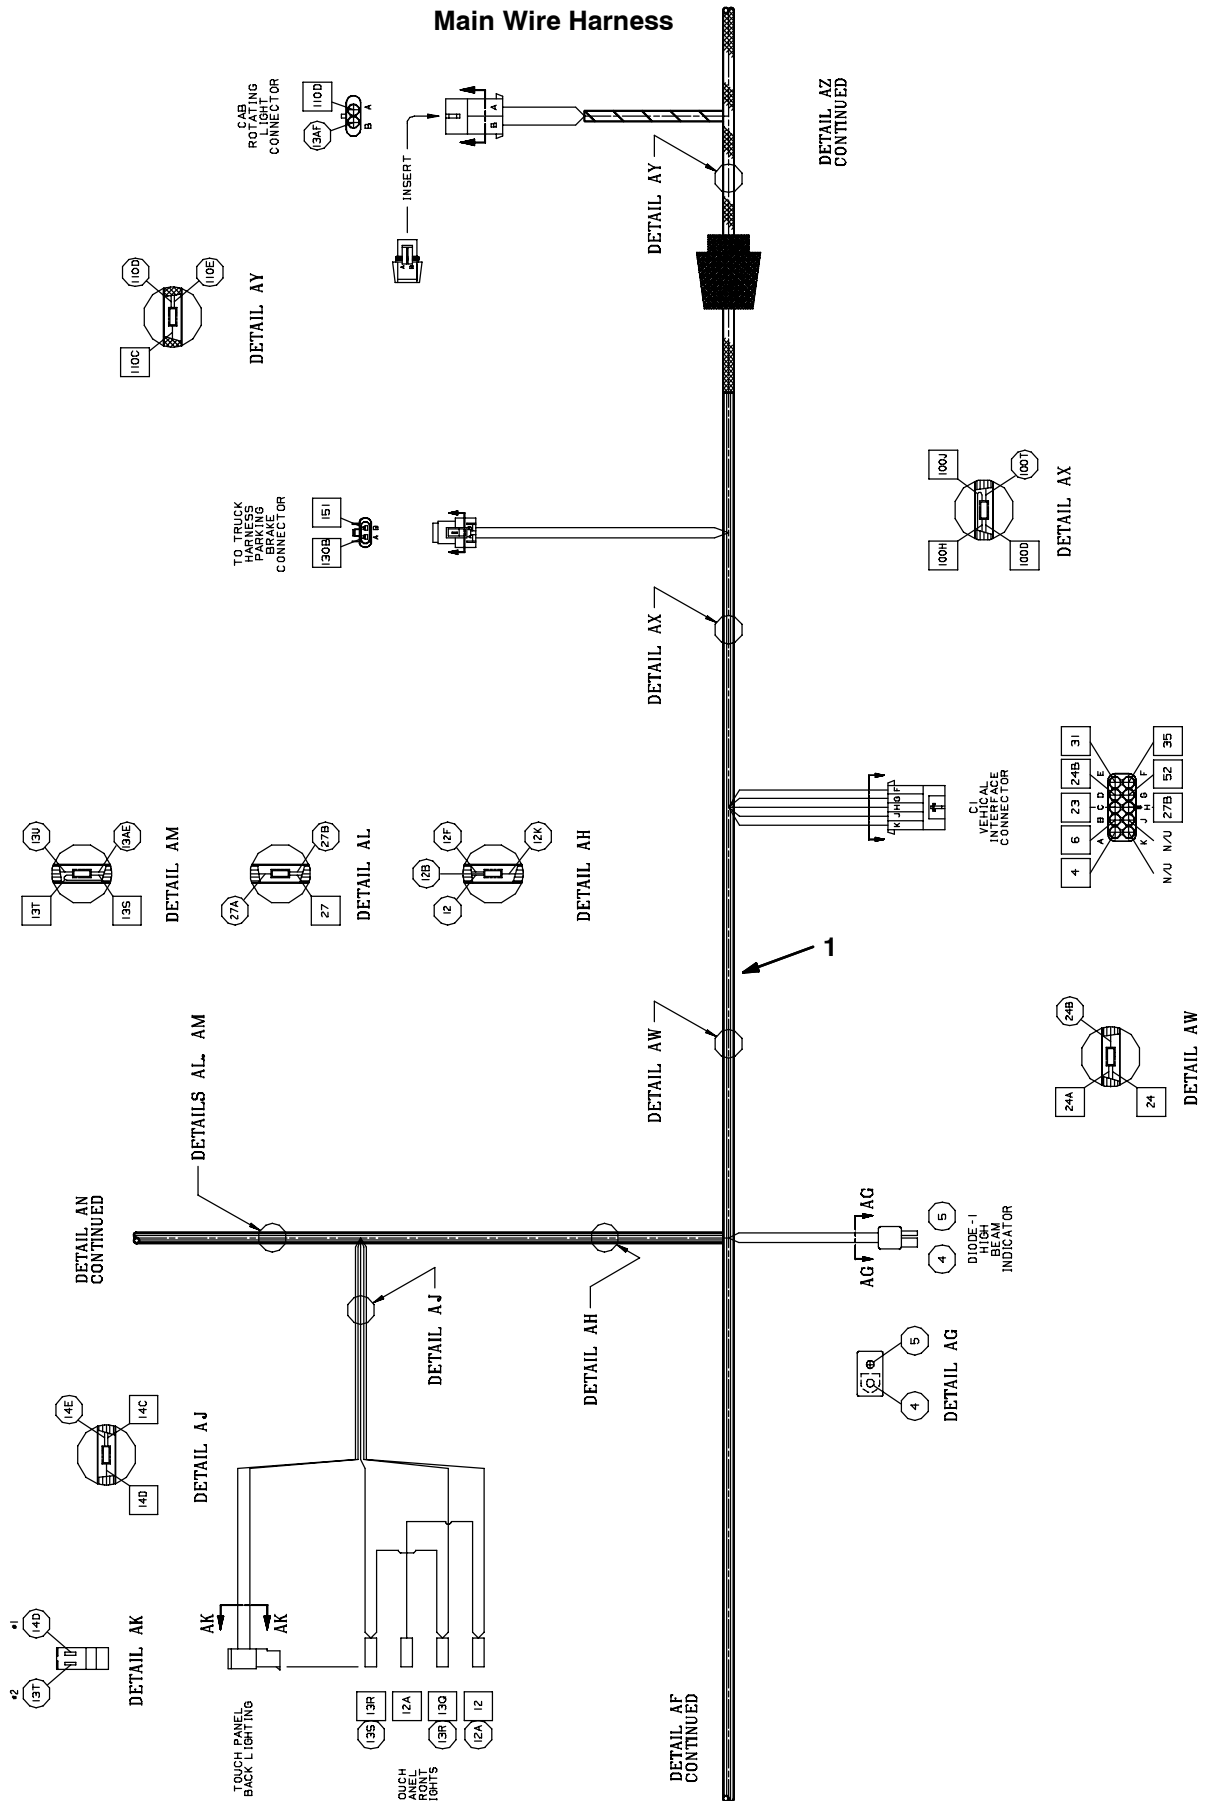 Main Wire Harness
CAB
ROTATING
LIGHT
CONNECTOR
110D
13AF
A
B
INSERT
A
B
A
B
DETAIL AZ
CONTINUED
DETAIL AY
110D
110E
110C
DETAIL AY
TO TRUCK
HARNESS
PARKING
BRAKE
CONNECTOR
151
130B
B
A
100J
100T
100H
100D
DETAIL AX
DETAIL AX
C1
VEHICAL
INTERFACE
CONNECTOR
K J H G F
31
24B
23
6
4
E
D
C
B
A
F
G
H
J
K
35
52
27B
N/U
N/U
13U
13AE
13T
13S
DETAIL AM
27B
27A
27
DETAIL AL
12F
12K
12B
12
DETAIL AH
1
DETAILS AL, AM
DETAIL AW
24B
24A
24
DETAIL AW
DETAIL AN
CONTINUED
DETAIL AJ
DETAIL AH
AG
AG
5
4
DIODE-1
HIGH
BEAM
INDICATOR
5
4
DETAIL AG
14E
14C
14D
DETAIL AJ
#1
14D
#2
13T
DETAIL AK
AK
AK
TOUCH PANEL
BACK LIGHTING
13R
13S
12A
13Q
13R
12
12A
OUCH
ANEL
RONT
IGHTS
DETAIL AF
CONTINUED